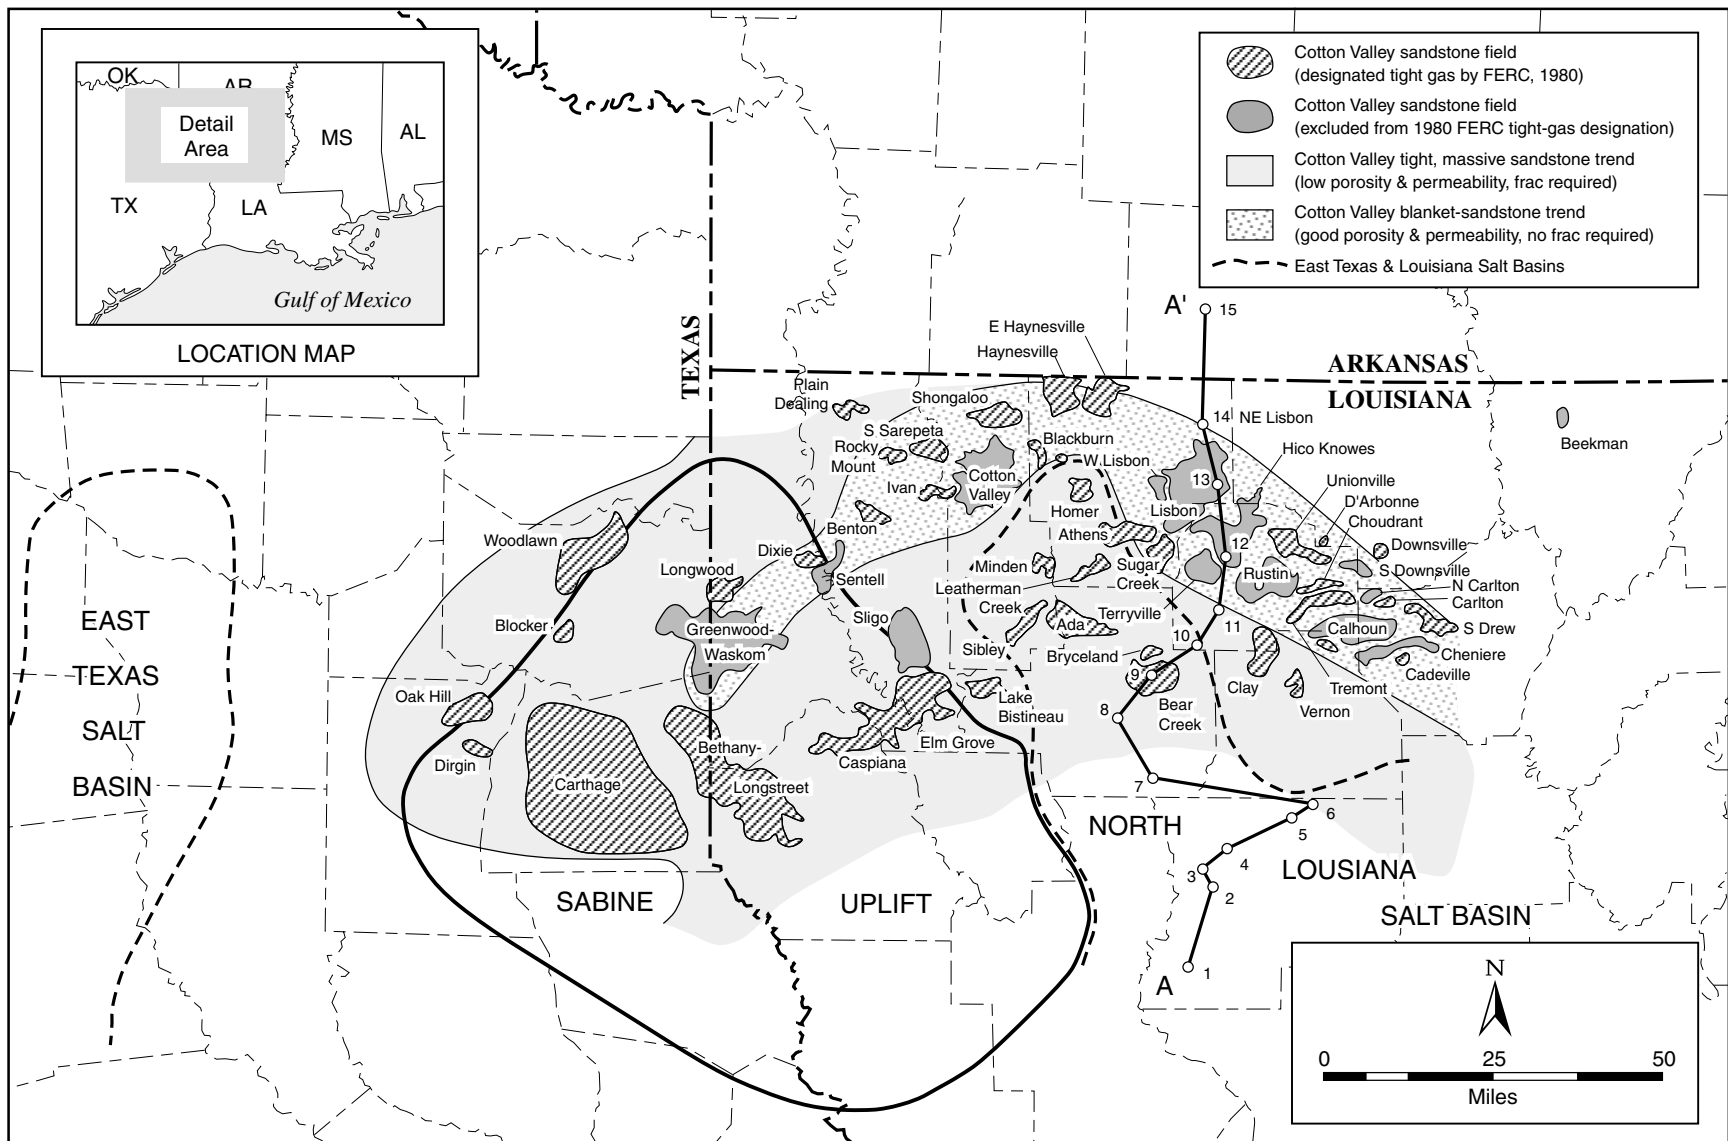 OK
AR
MS
AL
TX
LA
Detail
Area
Gulf of Mexico
LOCATION MAP
Cotton Valley sandstone field
(designated tight gas by FERC, 1980)
Cotton Valley sandstone field
(excluded from 1980 FERC tight-gas designation)
Cotton Valley tight, massive sandstone trend
(low porosity & permeability, frac required)
Cotton Valley blanket-sandstone trend
(good porosity & permeability, no frac required)
East Texas & Louisiana Salt Basins
A'
15
E Haynesville
Haynesville
TEXAS
ARKANSAS
LOUISIANA
Plain
Dealing
Shongaloo
14
NE Lisbon
S Sarepeta
Rocky
Mount
Blackburn
W Lisbon
Hico Knowes
Beekman
Ivan
Cotton
Valley
13
Unionville
Homer
Lisbon
D'Arbonne
Choudrant
Benton
Athens
Woodlawn
Dixie
12
Downsville
Longwood
Sentell
Minden
Sugar
Creek
Rustin
S Downsville
Leatherman
Creek
N Carlton
Carlton
Terryville
11
Blocker
Greenwood-
Waskom
Sligo
Ada
Calhoun
S Drew
EAST
TEXAS
SALT
BASIN
Sibley
Bryceland
10
Cheniere
Cadeville
9
Clay
Tremont
Oak Hill
Lake
Bistineau
Bear
Creek
Vernon
8
Dirgin
Bethany-
Longstreet
Elm Grove
Caspiana
Carthage
7
6
NORTH
5
4
LOUSIANA
3
2
SABINE
UPLIFT
SALT BASIN
1
A
N
0
25
50
Miles